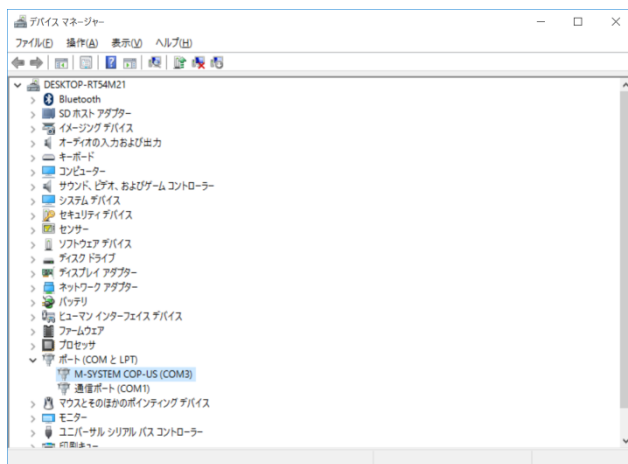 デバイス マネージャー
ファイル(F) 操作(A) 表示(V) ヘルプ(H)
DESKTOP-RT54M21
Bluetooth
SD ホスト アダプター
イメージング デバイス
オーディオの入力および出力
キーボード
コンピューター
サウンド、ビデオ、およびゲーム コントローラー
システム デバイス
セキュリティ デバイス
センサー
ソフトウェア デバイス
ディスク ドライブ
ディスプレイ アダプター
ネットワーク アダプター
バッテリ
ヒューマン インターフェイス デバイス
ファームウェア
プロセッサ
ポート (COM と LPT)
M-SYSTEM COP-US (COM3)
通信ポート (COM1)
マウスとそのほかのポインティング デバイス
モニター
ユニバーサル シリアル バス コントローラー
印刷キュー